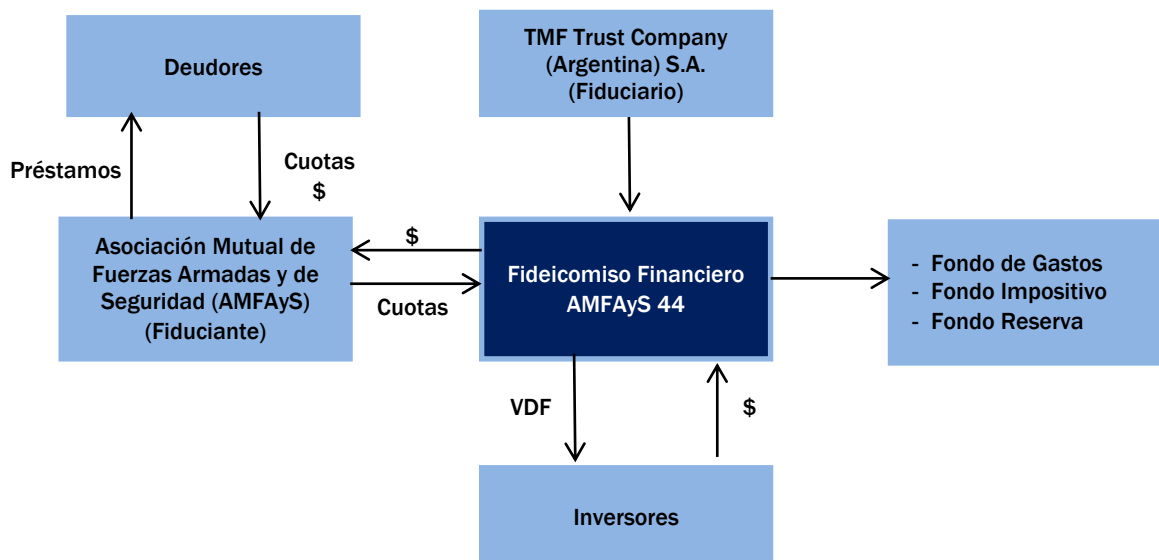 Deudores
TMF Trust Company
(Argentina) S.A.
(Fiduciario)
Préstamos
Cuotas
$
Asociación Mutual de
Fuerzas Armadas y de
Seguridad (AMFAyS)
(Fiduciante)
$
Cuotas
Fideicomiso Financiero
AMFAyS 44
- Fondo de Gastos
- Fondo Impositivo
- Fondo Reserva
VDF
$
Inversores